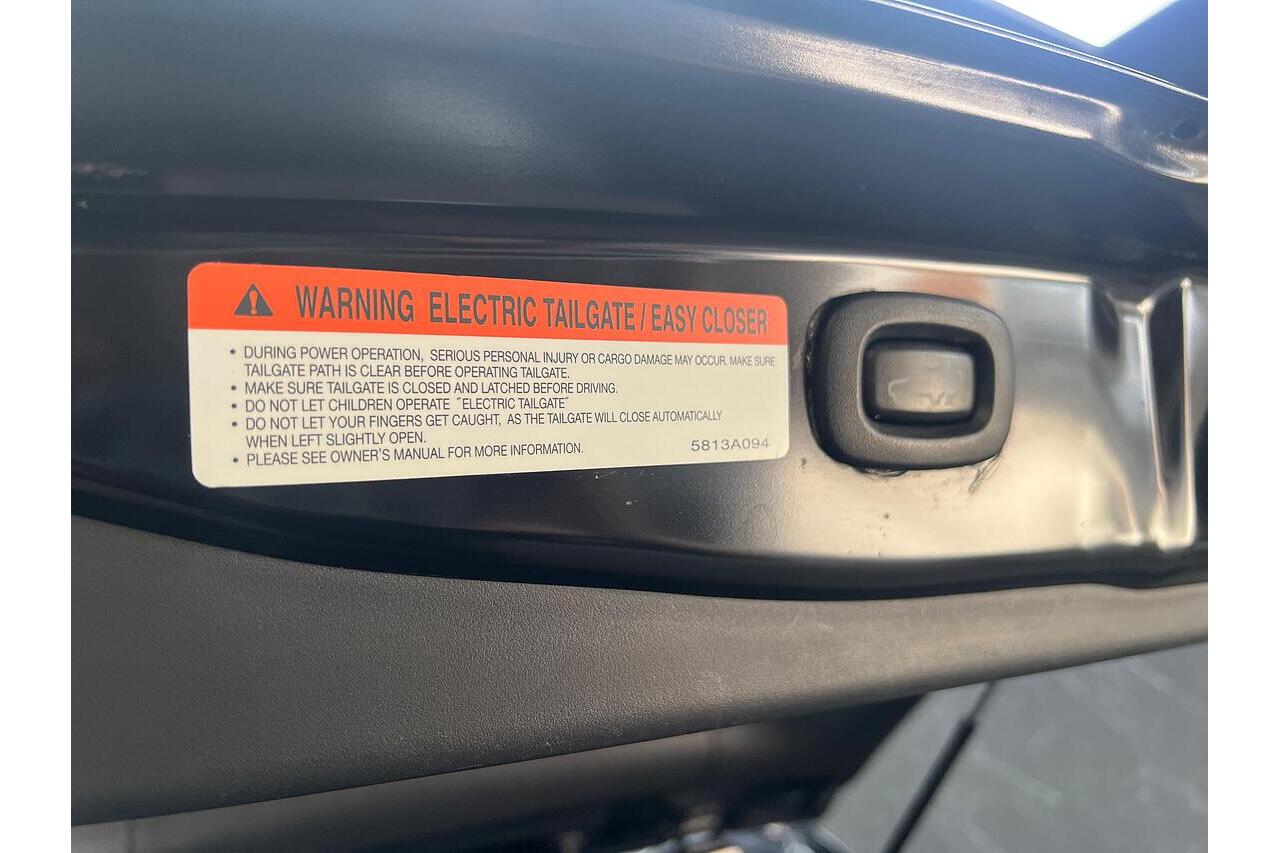 WARNING ELECTRIC TAILGATE / EASY CLOSER
• DURING POWER OPERATION, SERIOUS PERSONAL INJURY OR CARGO DAMAGE MAY OCCUR. MAKE SURE
TAILGATE PATH IS CLEAR BEFORE OPERATING TAILGATE.
• MAKE SURE TAILGATE IS CLOSED AND LATCHED BEFORE DRIVING.
• DO NOT LET CHILDREN OPERATE ˝ELECTRIC TAILGATE˝
• DO NOT LET YOUR FINGERS GET CAUGHT, AS THE TAILGATE WILL CLOSE AUTOMATICALLY
WHEN LEFT SLIGHTLY OPEN.
• PLEASE SEE OWNER'S MANUAL FOR MORE INFORMATION.
5813A094